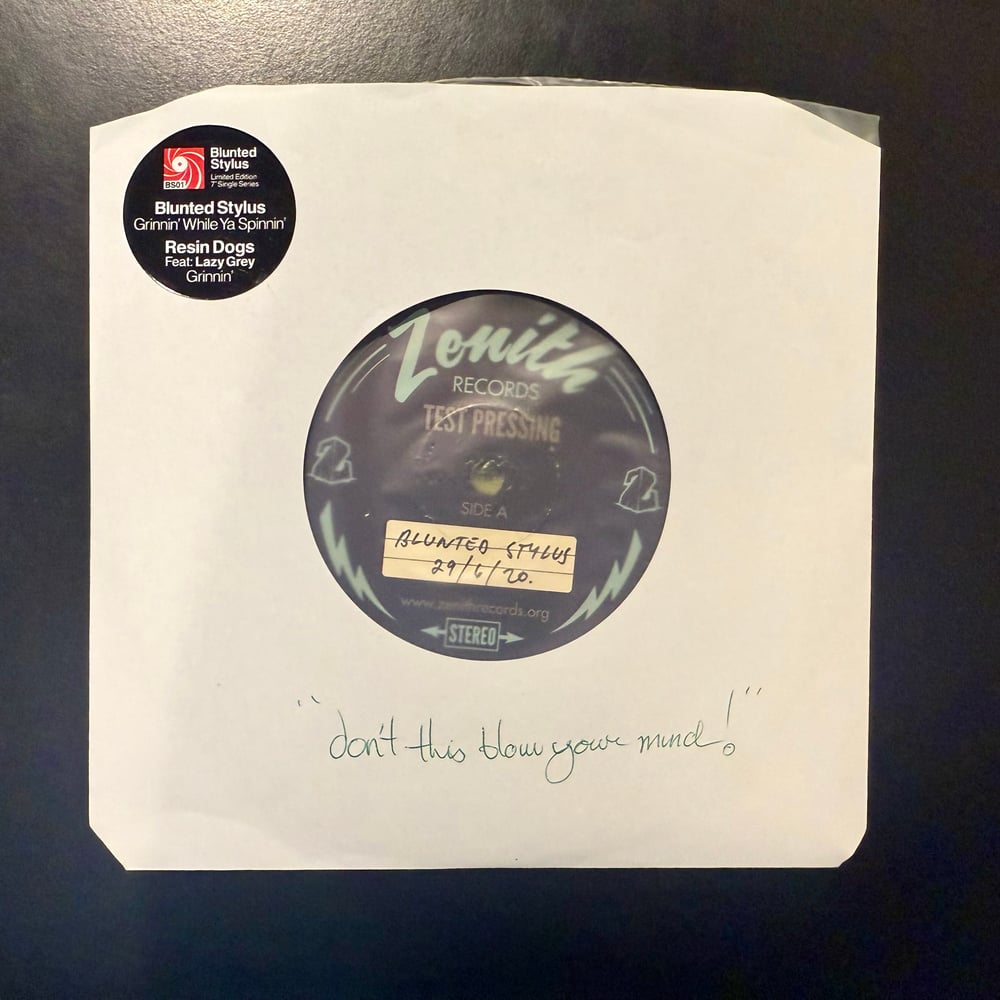 Blunted
Stylus
Limited Edition
7" Single Series
BS01
Blunted Stylus
Grinnin' While Ya Spinnin'
Resin Dogs
Feat: Lazy Grey
Grinnin'
Zenith
RECORDS
TEST PRESSING
Z
Z
SIDE A
BLUNTED STYLUS
29/6/20.
www.zenithrecords.org
STEREO
"don't this blow your mind!"